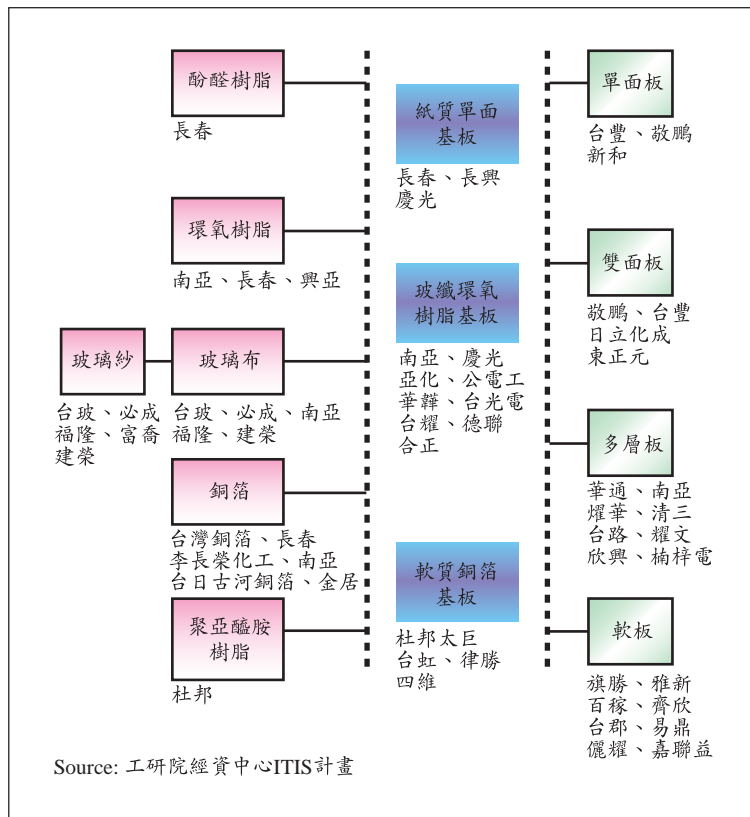 酚醛樹脂
長春
環氧樹脂
南亞、長春、興亞
玻璃紗
台玻、必成
福隆、富喬
建榮
玻璃布
台玻、必成、南亞
福隆、建榮
銅箔
台灣銅箔、長春
李長榮化工、南亞
台日古河銅箔、金居
聚亞醯胺
樹脂
杜邦
紙質單面
基板
長春、長興
慶光
玻纖環氧
樹脂基板
南亞、慶光
亞化、公電工
華韡、台光電
台耀、德聯
合正
軟質銅箔
基板
杜邦太巨
台虹、律勝
四維
單面板
台豐、敬鵬
新和
雙面板
敬鵬、台豐
日立化成
東正元
多層板
華通、南亞
燿華、清三
台路、耀文
欣興、楠梓電
軟板
旗勝、雅新
百稼、齊欣
台郡、易鼎
儷耀、嘉聯益
Source: 工研院經資中心ITIS計畫